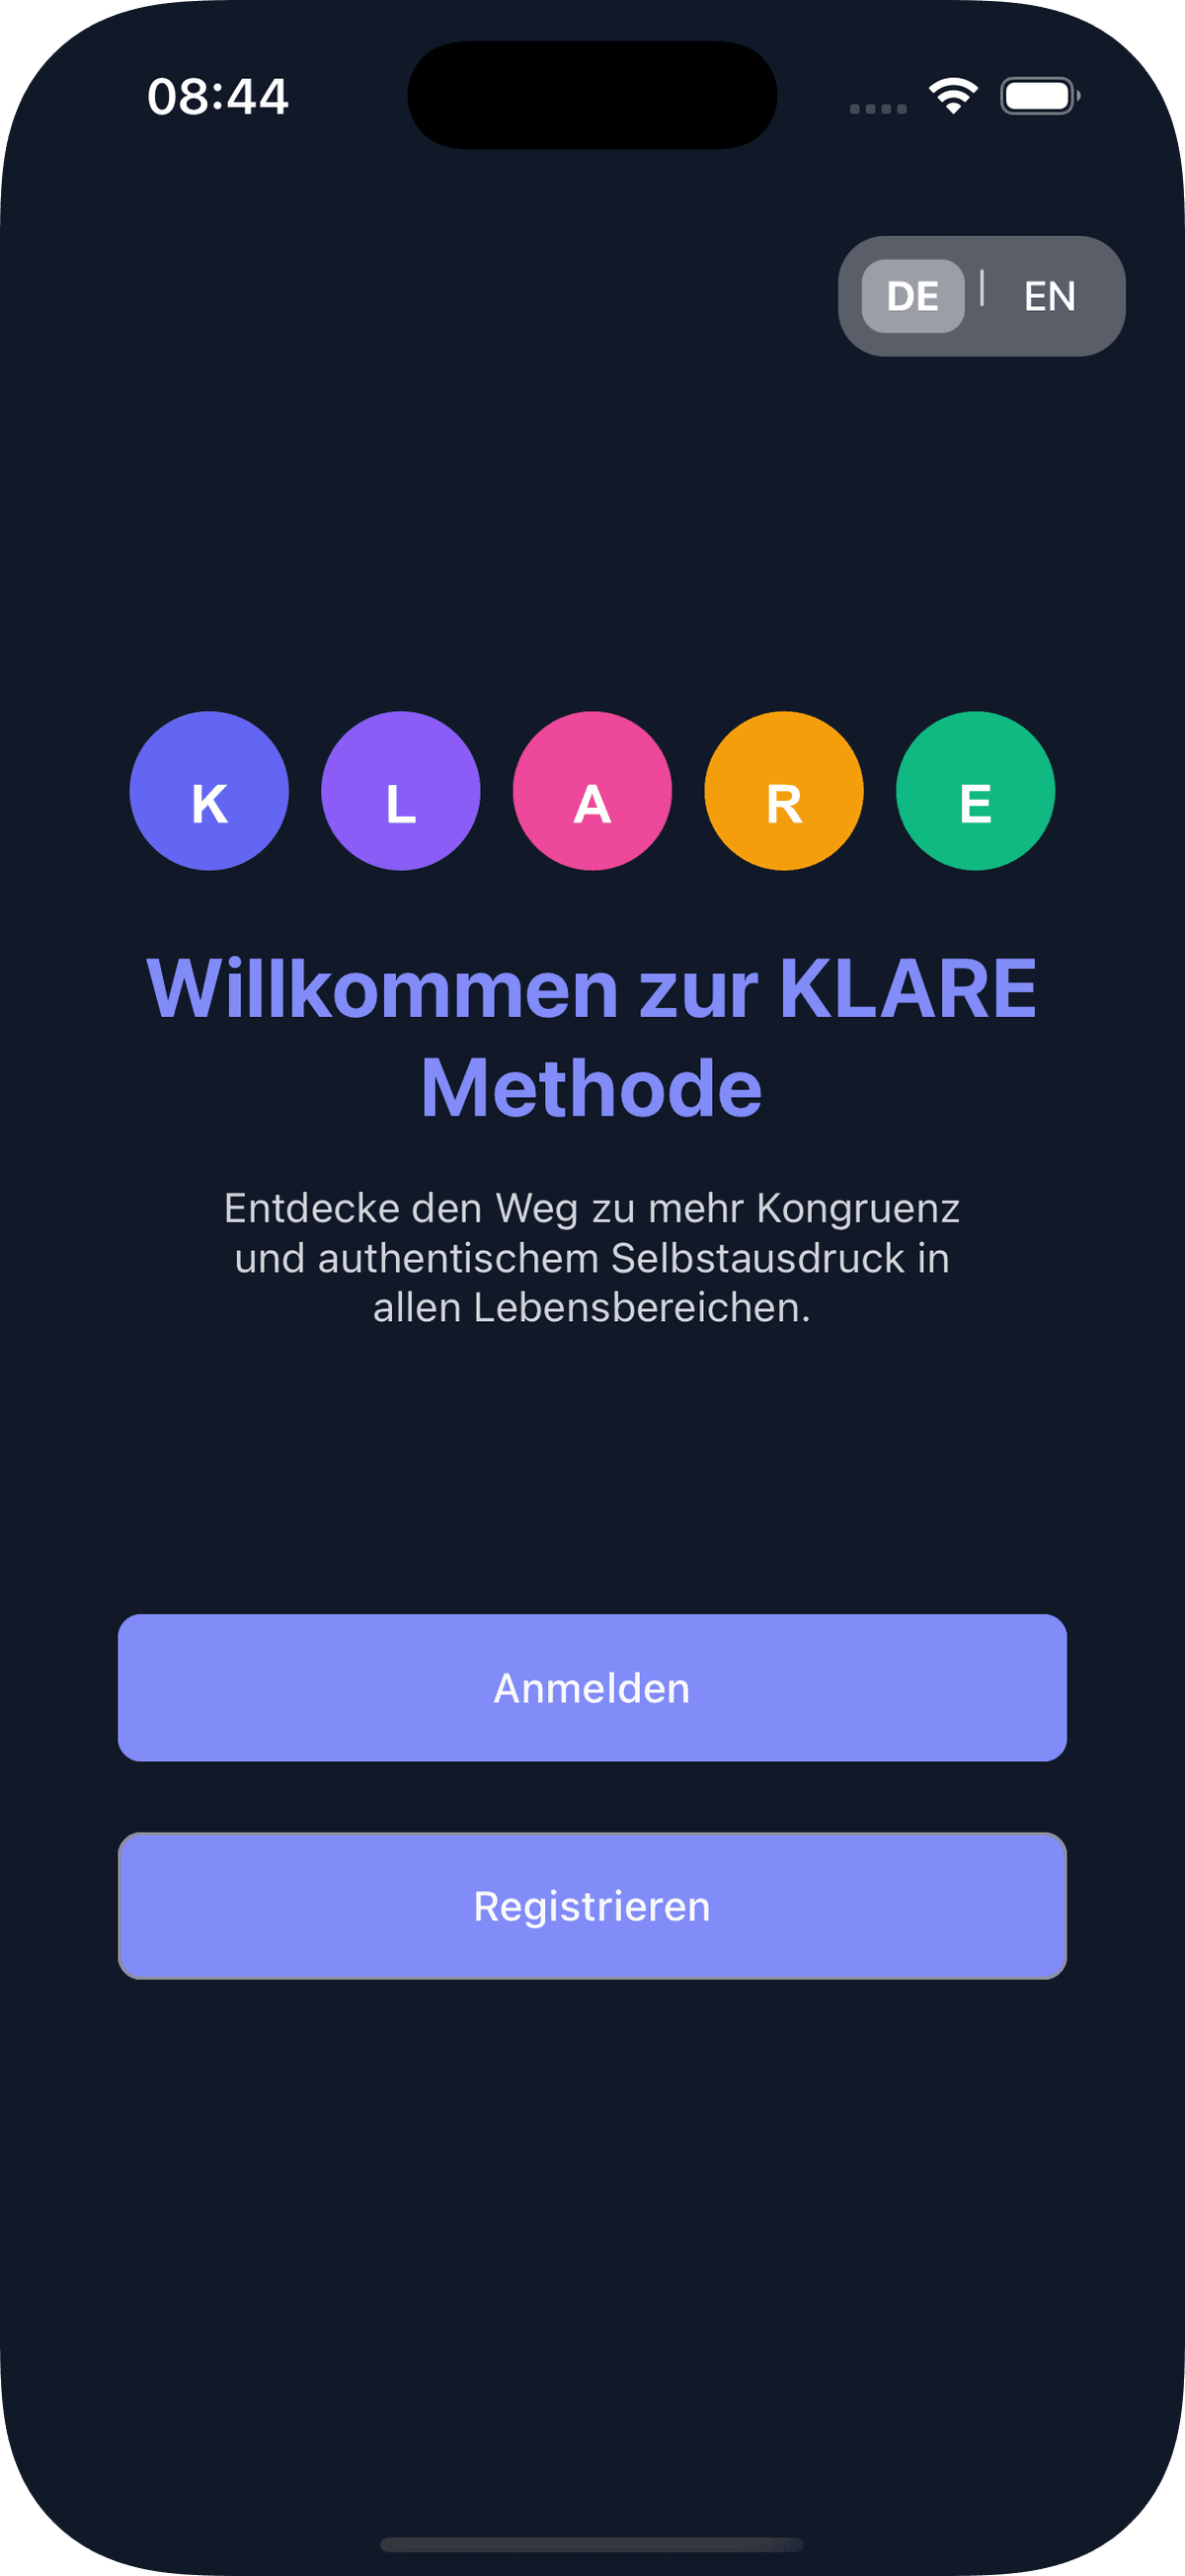 08:44
DE | EN
K L A R E
Willkommen zur KLARE
Methode
Entdecke den Weg zu mehr Kongruenz
und authentischem Selbstausdruck in
allen Lebensbereichen.
Anmelden
Registrieren